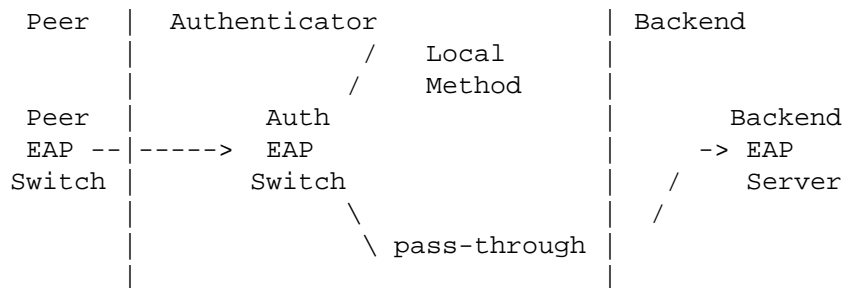 Peer | Authenticator | Backend
| / Local |
| / Method |
Peer | Auth | Backend
EAP --|-----> EAP | -> EAP
Switch | Switch | / Server
| \ | /
| \ pass-through |
| |